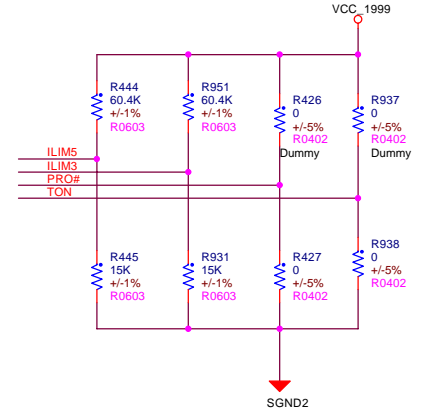 VCC_1999
R444
60.4K
+/-1%
R0603
R951
60.4K
+/-1%
R0603
R426
0
+/-5%
R0402
Dummy
R937
0
+/-5%
R0402
Dummy
ILIM5
ILIM3
PRO#
TON
R445
15K
+/-1%
R0603
R931
15K
+/-1%
R0603
R427
0
+/-5%
R0402
R938
0
+/-5%
R0402
SGND2